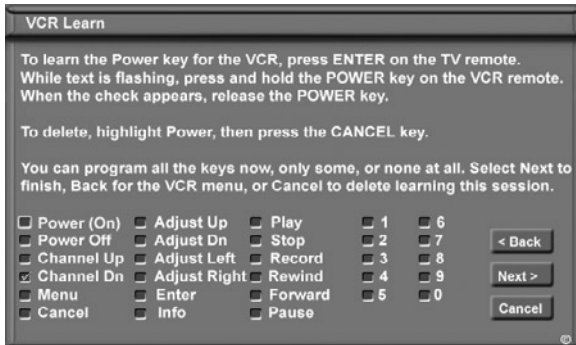 VCR Learn
To learn the Power key for the VCR, press ENTER on the TV remote.
While text is flashing, press and hold the POWER key on the VCR remote.
When the check appears, release the POWER key.
To delete, highlight Power, then press the CANCEL key.
You can program all the keys now, only some, or none at all. Select Next to
finish, Back for the VCR menu, or Cancel to delete learning this session.
Power (On) Adjust Up Play 1 6
Power Off Adjust Dn Stop 2 7
Channel Up Adjust Left Record 3 8
Channel Dn Adjust Right Rewind 4 9
Menu Enter Forward 5 0
Cancel Info Pause
< Back
Next >
Cancel